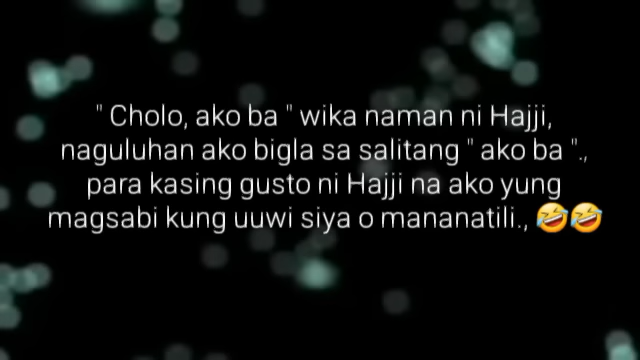 " Cholo, ako ba " wika naman ni Hajji,
naguluhan ako bigla sa salitang " ako ba ".,
para kasing gusto ni Hajji na ako yung
magsabi kung uuwi siya o mananatili., 🤣🤣